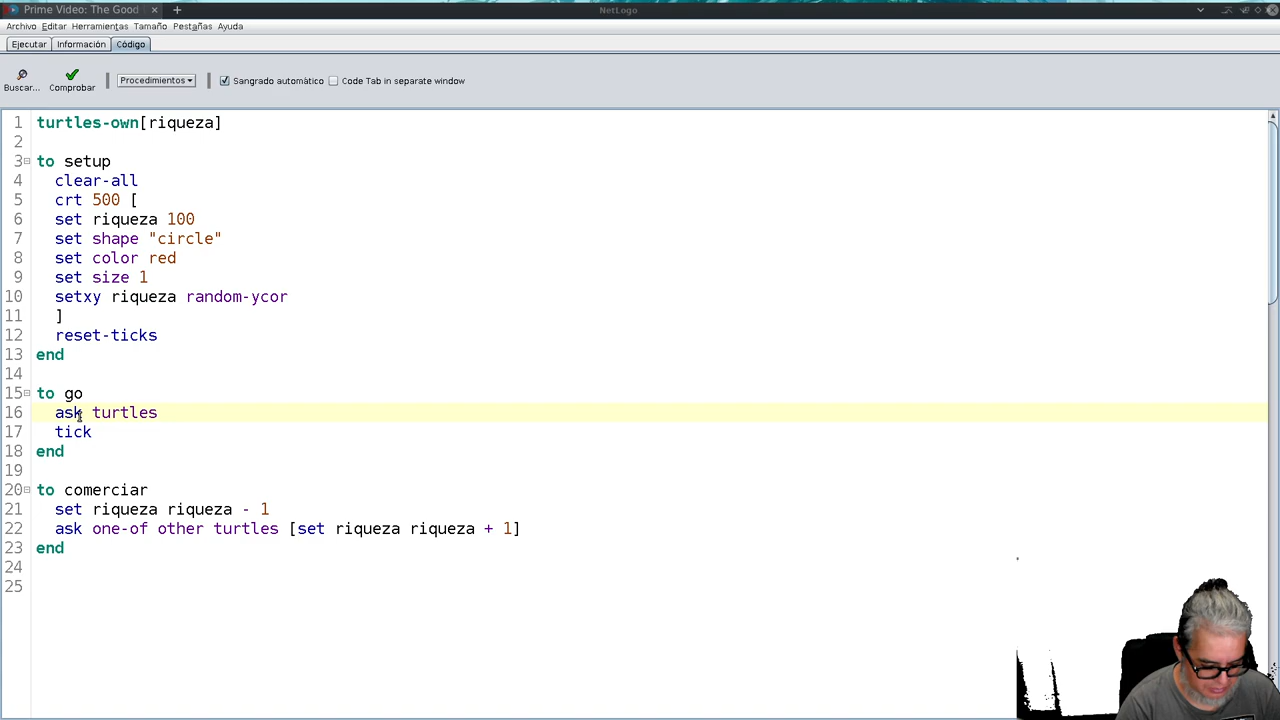 Prime Video: The Good
NetLogo
Archivo Editar Herramientas Tamaño Pestañas Ayuda
Ejecutar Información Código
Buscar... Comprobar Procedimientos Sangrado automático Code Tab in separate window
1 turtles-own[riqueza]
2
3 to setup
4 clear-all
5 crt 500 [
6 set riqueza 100
7 set shape "circle"
8 set color red
9 set size 1
10 setxy riqueza random-ycor
11 ]
12 reset-ticks
13 end
14
15 to go
16 ask turtles
17 tick
18 end
19
20 to comerciar
21 set riqueza riqueza - 1
22 ask one-of other turtles [set riqueza riqueza + 1]
23 end
24
25